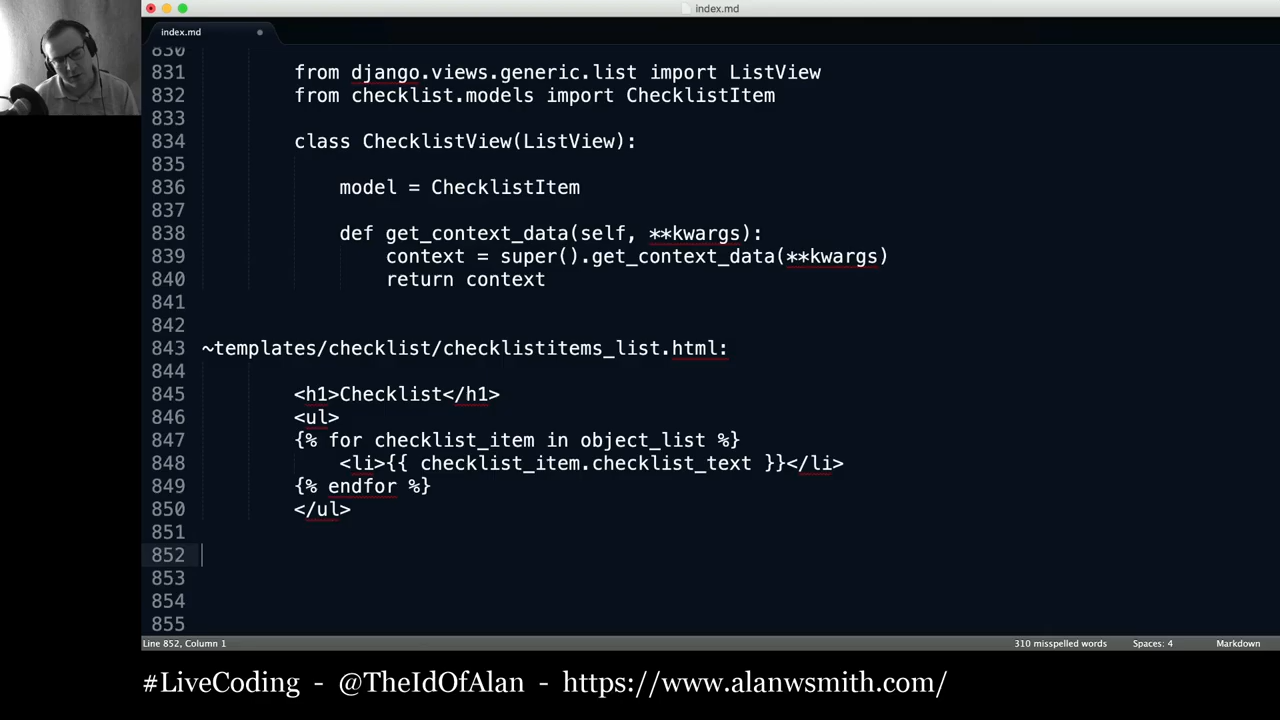 index.md
index.md
830
831 from django.views.generic.list import ListView
832 from checklist.models import ChecklistItem
833
834 class ChecklistView(ListView):
835
836 model = ChecklistItem
837
838 def get_context_data(self, **kwargs):
839 context = super().get_context_data(**kwargs)
840 return context
841
842
843 ~templates/checklist/checklistitems_list.html:
844
845 <h1>Checklist</h1>
846 <ul>
847 {% for checklist_item in object_list %}
848 <li>{{ checklist_item.checklist_text }}</li>
849 {% endfor %}
850 </ul>
851
852
853
854
855
Line 852, Column 1 310 misspelled words Spaces: 4 Markdown
#LiveCoding - @TheIdOfAlan - https://www.alanwsmith.com/